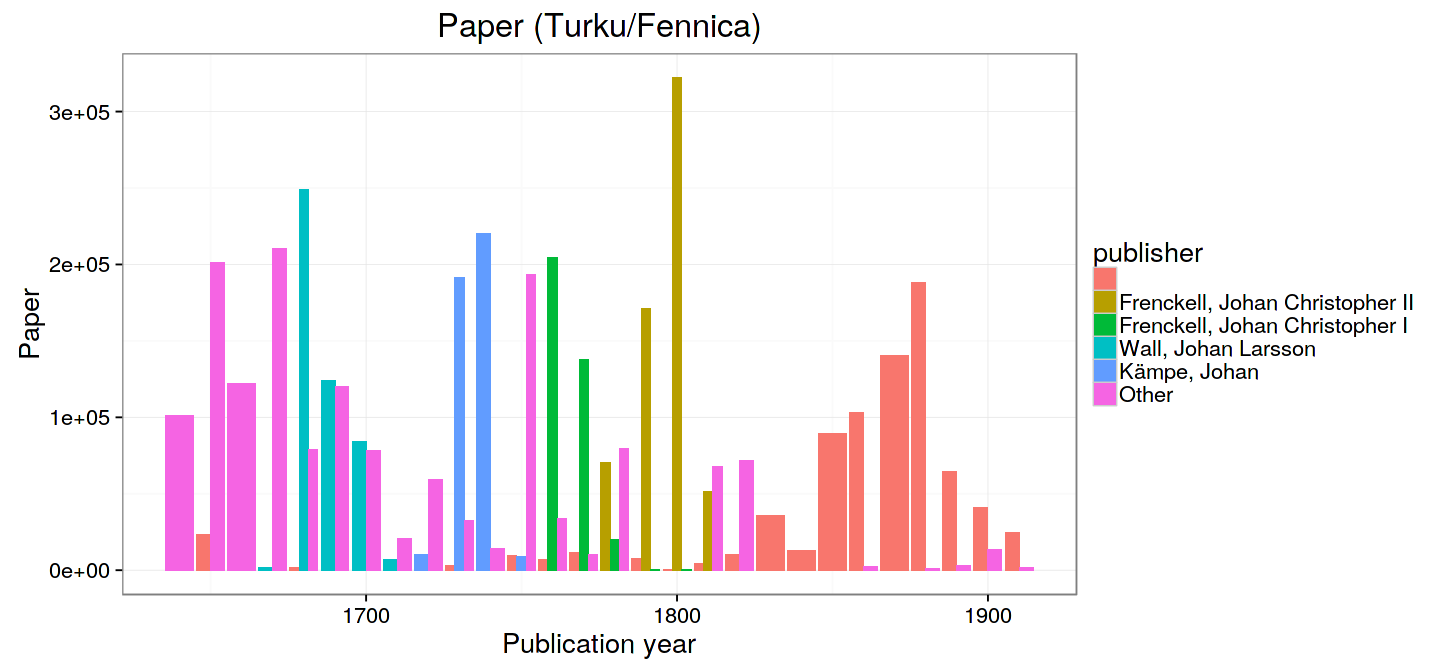 Paper (Turku/Fennica)
3e+05
2e+05
1e+05
0e+00
Paper
1700
1800
1900
Publication year
publisher
Frenckell, Johan Christopher II
Frenckell, Johan Christopher I
Wall, Johan Larsson
Kämpe, Johan
Other